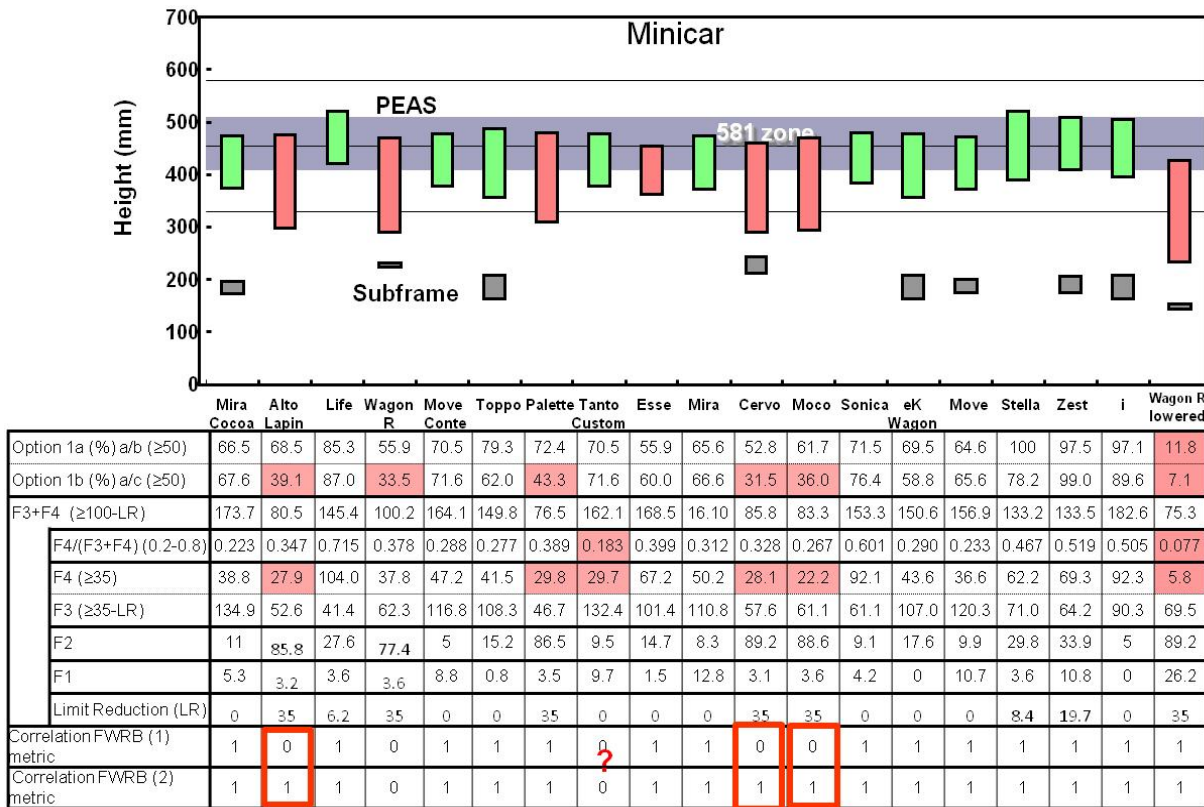 Minicar
700
600
500
400
300
200
100
0
Height (mm)
PEAS
581 zone
Subframe
Mira Cocoa Alto Lapin Life Wagon R Move Conte Toppo Palette Tanto Custom Esse Mira Cervo Moco Sonica eK Wagon Move Stella Zest i Wagon R lowered
Option 1a (%) a/b (≥50) 66.5 68.5 85.3 55.9 70.5 79.3 72.4 70.5 55.9 65.6 52.8 61.7 71.5 69.5 64.6 100 97.5 97.1 11.8
Option 1b (%) a/c (≥50) 67.6 39.1 87.0 33.5 71.6 62.0 43.3 71.6 60.0 66.6 31.5 36.0 76.4 58.8 65.6 78.2 99.0 89.6 7.1
F3+F4 (≥100-LR) 173.7 80.5 145.4 100.2 164.1 149.8 76.5 162.1 168.5 16.10 85.8 83.3 153.3 150.6 156.9 133.2 133.5 182.6 75.3
F4/(F3+F4) (0.2-0.8) 0.223 0.347 0.715 0.378 0.288 0.277 0.389 0.183 0.399 0.312 0.328 0.267 0.601 0.290 0.233 0.467 0.519 0.505 0.077
F4 (≥35) 38.8 27.9 104.0 37.8 47.2 41.5 29.8 29.7 67.2 50.2 28.1 22.2 92.1 43.6 36.6 62.2 69.3 92.3 5.8
F3 (≥35-LR) 134.9 52.6 41.4 62.3 116.8 108.3 46.7 132.4 101.4 110.8 57.6 61.1 61.1 107.0 120.3 71.0 64.2 90.3 69.5
F2 11 85.8 27.6 77.4 5 15.2 86.5 9.5 14.7 8.3 89.2 88.6 9.1 17.6 9.9 29.8 33.9 5 89.2
F1 5.3 3.2 3.6 3.6 8.8 0.8 3.5 9.7 1.5 12.8 3.1 3.6 4.2 0 10.7 3.6 10.8 0 26.2
Limit Reduction (LR) 0 35 6.2 35 0 0 35 0 0 0 35 35 0 0 0 8.4 19.7 0 35
Correlation FWRB (1) metric 1 0 1 0 1 1 1 0 1 1 0 0 1 1 1 1 1 1 1
?
Correlation FWRB (2) metric 1 1 1 0 1 1 1 0 1 1 1 1 1 1 1 1 1 1 1